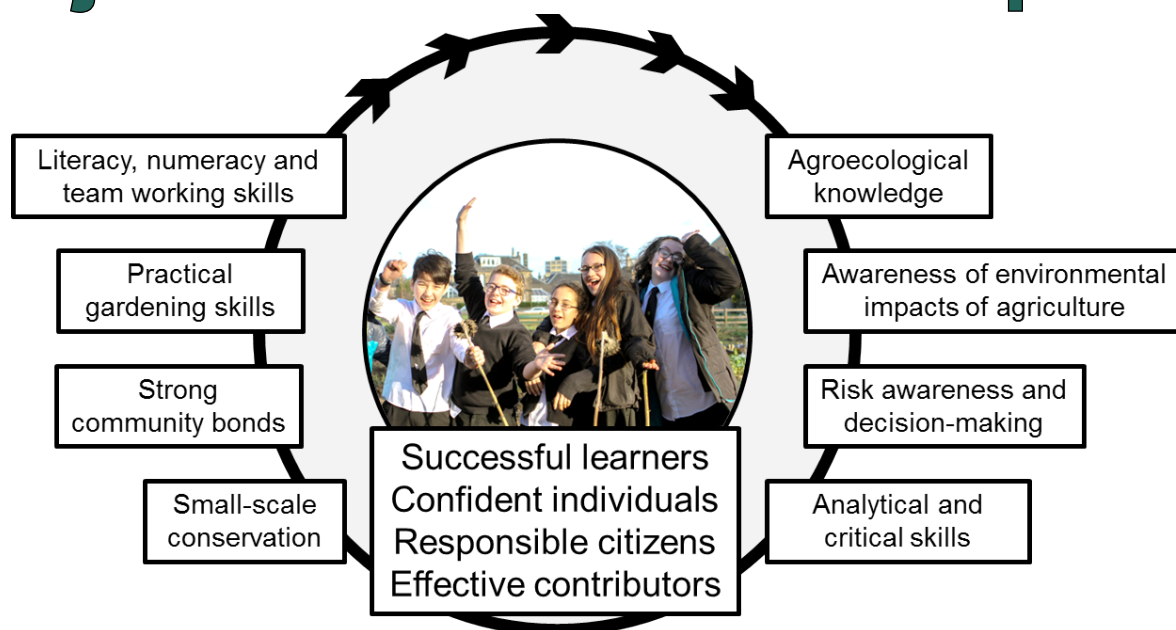 Literacy, numeracy and
team working skills
Practical
gardening skills
Strong
community bonds
Small-scale
conservation
Agroecological
knowledge
Awareness of environmental
impacts of agriculture
Risk awareness and
decision-making
Analytical and
critical skills
Successful learners
Confident individuals
Responsible citizens
Effective contributors